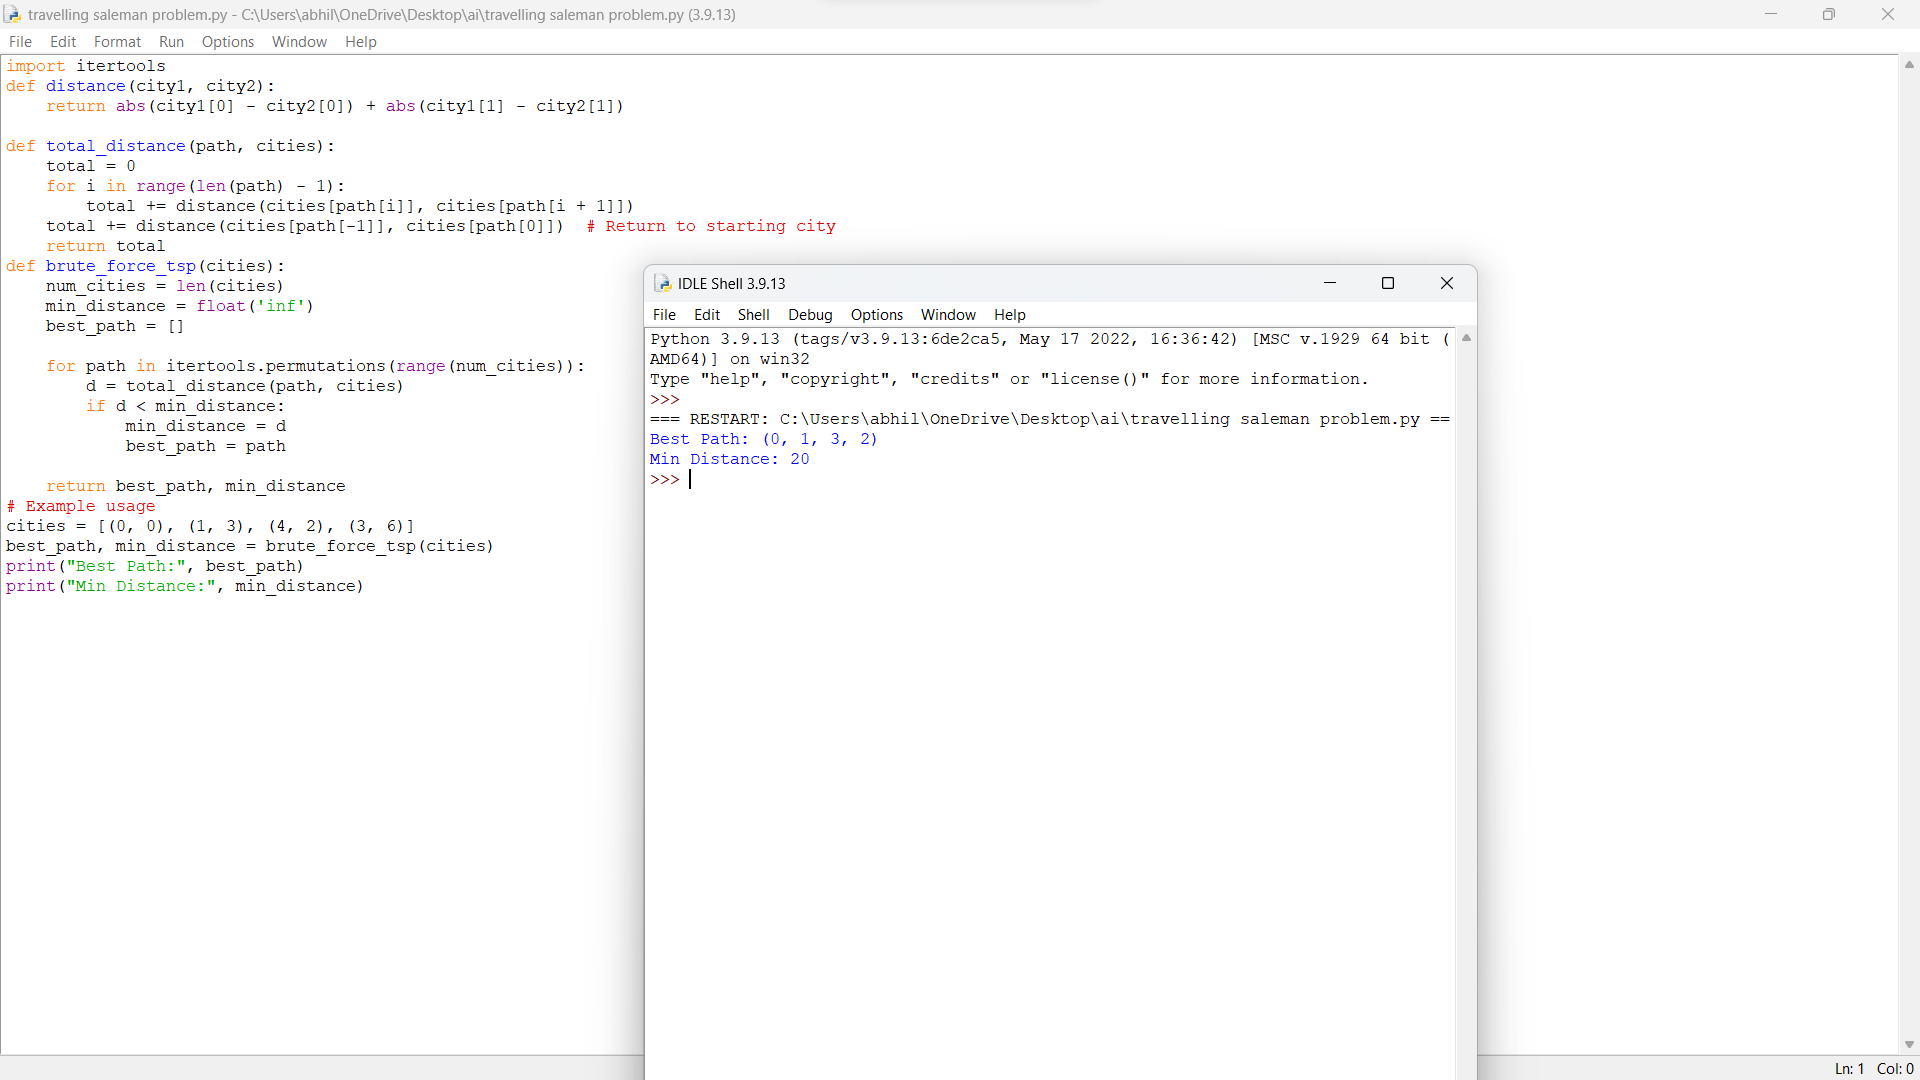 travelling saleman problem.py - C:\Users\abhil\OneDrive\Desktop\ai\travelling saleman problem.py (3.9.13)
File Edit Format Run Options Window Help
import itertools
def distance(city1, city2):
    return abs(city1[0] - city2[0]) + abs(city1[1] - city2[1])
def total_distance(path, cities):
    total = 0
    for i in range(len(path) - 1):
        total += distance(cities[path[i]], cities[path[i + 1]])
    total += distance(cities[path[-1]], cities[path[0]])  # Return to starting city
    return total
def brute_force_tsp(cities):
    num_cities = len(cities)
    min_distance = float('inf')
    best_path = []
    for path in itertools.permutations(range(num_cities)):
        d = total_distance(path, cities)
        if d < min_distance:
            min_distance = d
            best_path = path
    return best_path, min_distance
# Example usage
cities = [(0, 0), (1, 3), (4, 2), (3, 6)]
best_path, min_distance = brute_force_tsp(cities)
print("Best Path:", best_path)
print("Min Distance:", min_distance)
IDLE Shell 3.9.13
File Edit Shell Debug Options Window Help
Python 3.9.13 (tags/v3.9.13:6de2ca5, May 17 2022, 16:36:42) [MSC v.1929 64 bit (
AMD64)] on win32
Type "help", "copyright", "credits" or "license()" for more information.
>>>
=== RESTART: C:\Users\abhil\OneDrive\Desktop\ai\travelling saleman problem.py ==
Best Path: (0, 1, 3, 2)
Min Distance: 20
>>>
Ln: 1 Col: 0